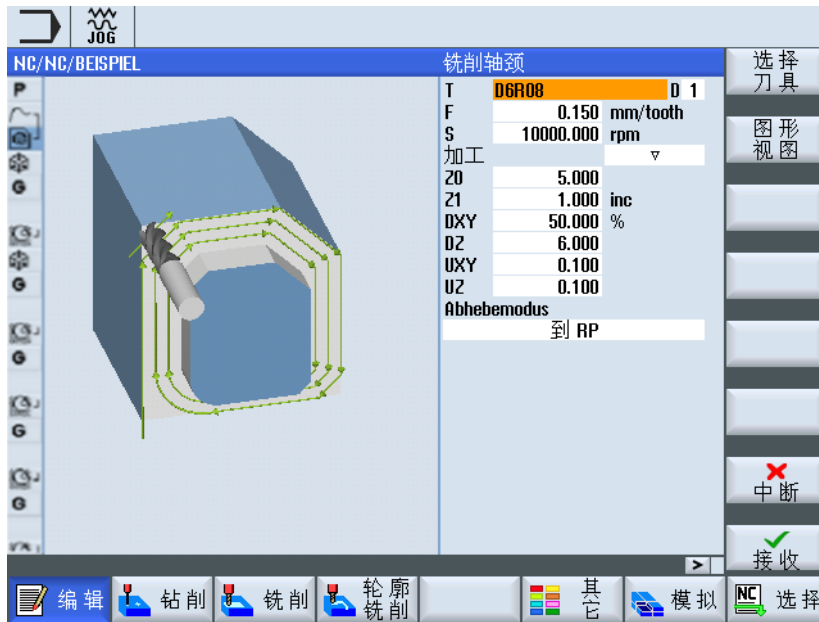 JOG
NC/NC/BEISPIEL
铣削轴颈
T D6R08 D 1
F 0.150 mm/tooth
S 10000.000 rpm
加工 ▿
Z0 5.000
Z1 1.000 inc
DXY 50.000 %
DZ 6.000
UXY 0.100
UZ 0.100
Abhebemodus
到 RP
P
G
G
G
G
G
选择
刀具
图形
视图
中断
接收
编辑
钻削
铣削
轮廓
铣削
其
它
模拟
NC
选择